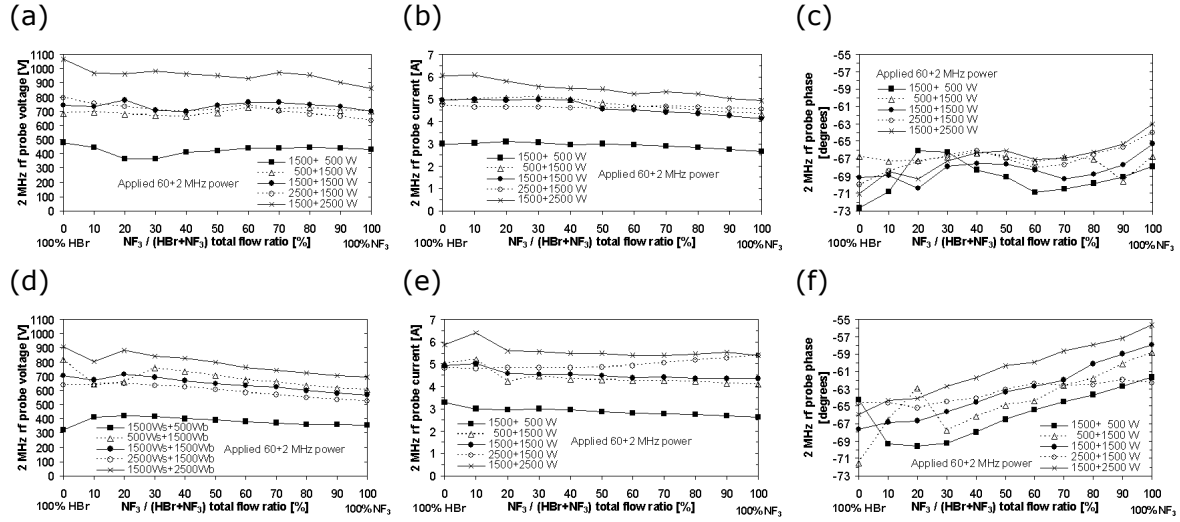 (a)
2 MHz rf probe voltage [V]
1100
1000
900
800
700
600
500
400
300
200
100
0
1500+ 500 W
500+1500 W
1500+1500 W
2500+1500 W
1500+2500 W
Applied 60+2 MHz power
0 10 20 30 40 50 60 70 80 90 100
100% HBr NF3 / (HBr+NF3) total flow ratio [%] 100% NF3
(b)
2 MHz rf probe current [A]
7
6
5
4
3
2
1
0
1500+ 500 W
500+1500 W
1500+1500 W
2500+1500 W
1500+2500 W
Applied 60+2 MHz power
0 10 20 30 40 50 60 70 80 90 100
100% HBr NF3 / (HBr+NF3) total flow ratio [%] 100% NF3
(c)
2 MHz rf probe phase
[degrees]
-55
-57
-59
-61
-63
-65
-67
-69
-71
-73
Applied 60+2 MHz power
1500+ 500 W
500+1500 W
1500+1500 W
2500+1500 W
1500+2500 W
0 10 20 30 40 50 60 70 80 90 100
100% HBr NF3 / (HBr+NF3) total flow ratio [%] 100% NF3
(d)
2 MHz rf probe voltage [V]
1100
1000
900
800
700
600
500
400
300
200
100
0
1500Ws+500Wb
500Ws+1500Wb
1500Ws+1500Wb
2500Ws+1500Wb
1500Ws+2500Wb
Applied 60+2 MHz power
0 10 20 30 40 50 60 70 80 90 100
100% HBr NF3 / (HBr+NF3) total flow ratio [%] 100% NF3
(e)
2 MHz rf probe current [A]
7
6
5
4
3
2
1
0
1500+ 500 W
500+1500 W
1500+1500 W
2500+1500 W
1500+2500 W
Applied 60+2 MHz power
0 10 20 30 40 50 60 70 80 90 100
100% HBr NF3 / (HBr+NF3) total flow ratio [%] 100% NF3
(f)
2 MHz rf probe phase
[degrees]
-55
-57
-59
-61
-63
-65
-67
-69
-71
-73
1500+ 500 W
500+1500 W
1500+1500 W
2500+1500 W
1500+2500 W
Applied 60+2 MHz power
0 10 20 30 40 50 60 70 80 90 100
100% HBr NF3 / (HBr+NF3) total flow ratio [%] 100% NF3